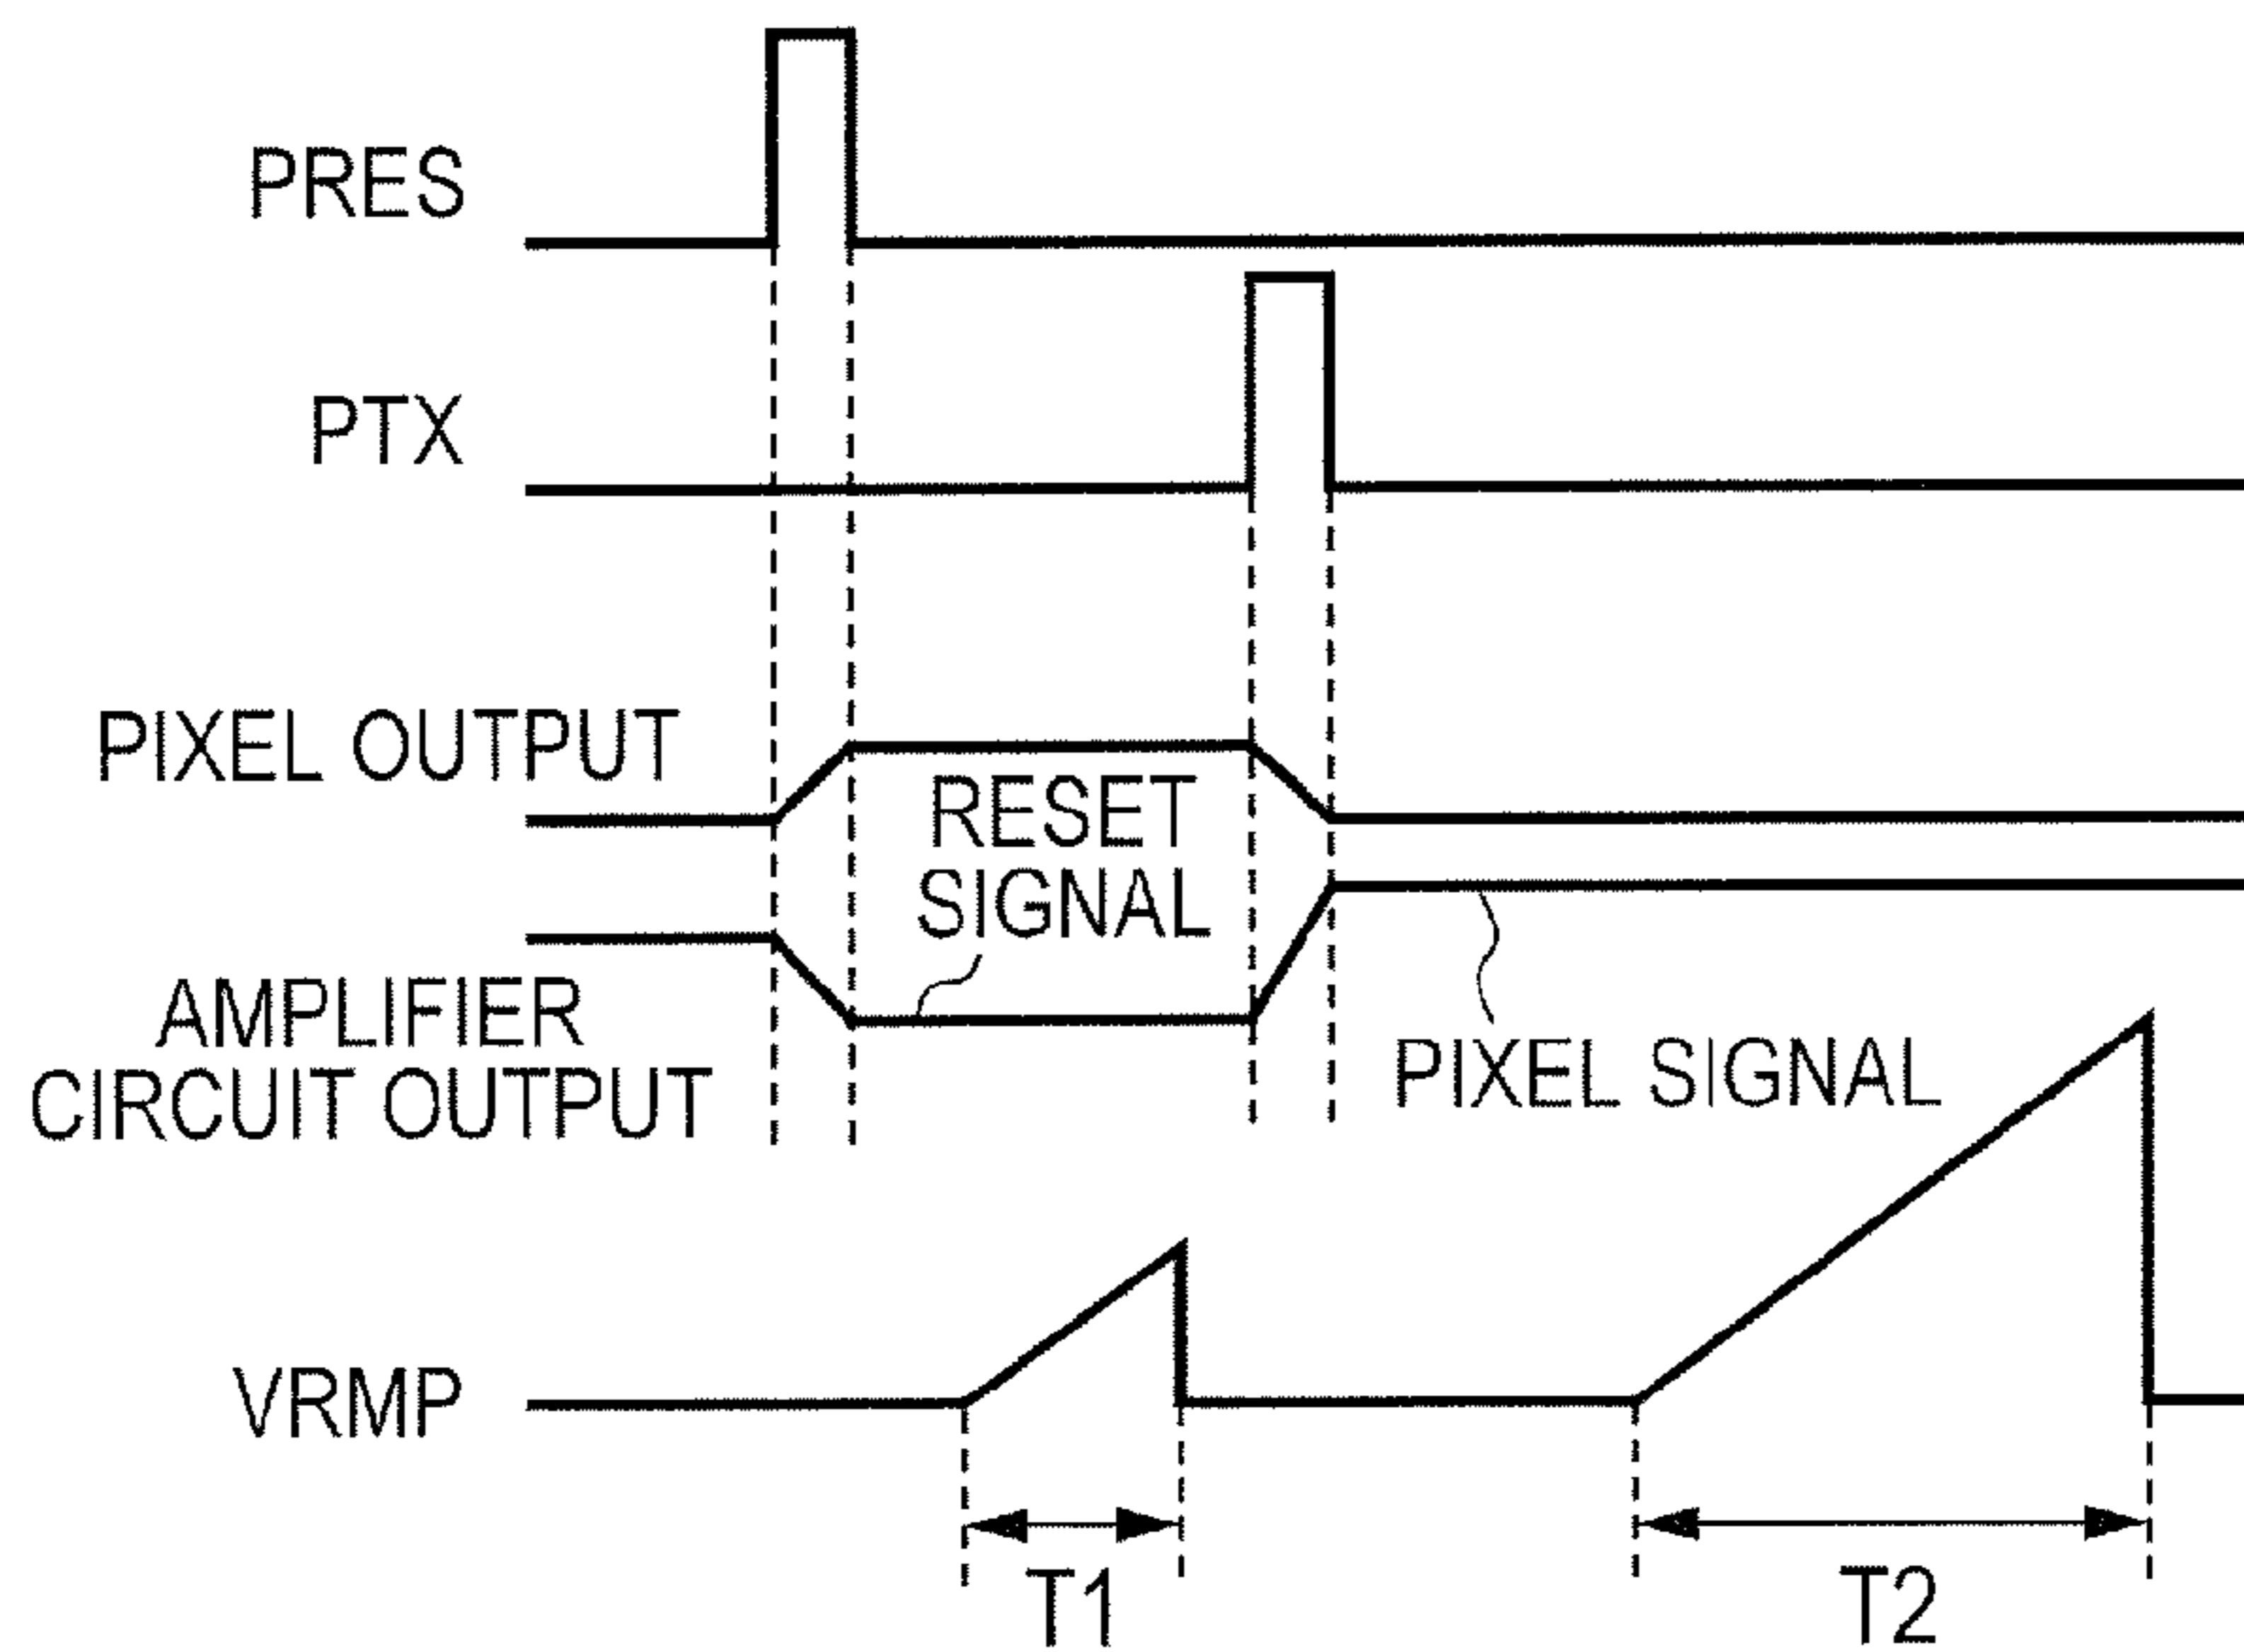 PRES
PTX
PIXEL OUTPUT
RESET
SIGNAL
AMPLIFIER
CIRCUIT OUTPUT
PIXEL SIGNAL
VRMP
T1
T2